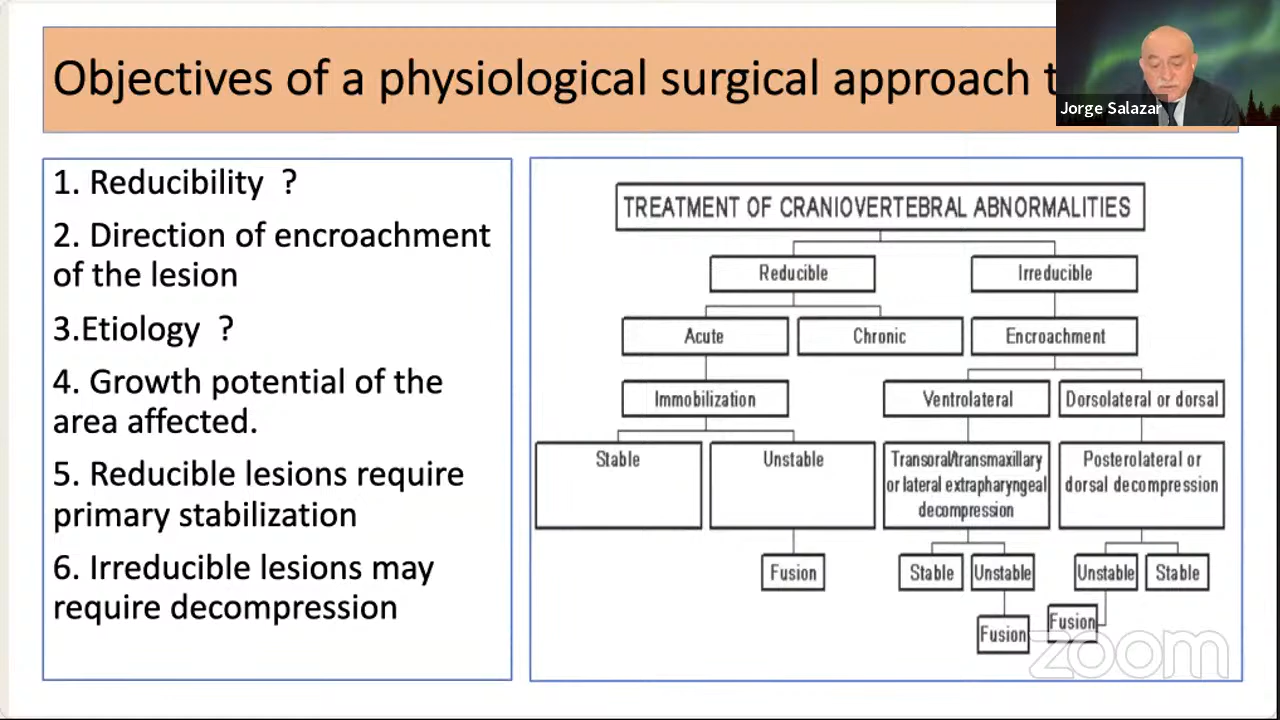 Objectives of a physiological surgical approach t
Jorge Salazar
1. Reducibility ?
2. Direction of encroachment
of the lesion
3.Etiology ?
4. Growth potential of the
area affected.
5. Reducible lesions require
primary stabilization
6. Irreducible lesions may
require decompression
TREATMENT OF CRANIOVERTEBRAL ABNORMALITIES
Reducible
Irreducible
Acute
Chronic
Encroachment
Immobilization
Ventrolateral
Dorsolateral or dorsal
Stable
Unstable
Transoral/transmaxillary
or lateral extrapharyngeal
decompression
Posterolateral or
dorsal decompression
Fusion
Stable
Unstable
Unstable
Stable
Fusion
Fusion
zoom